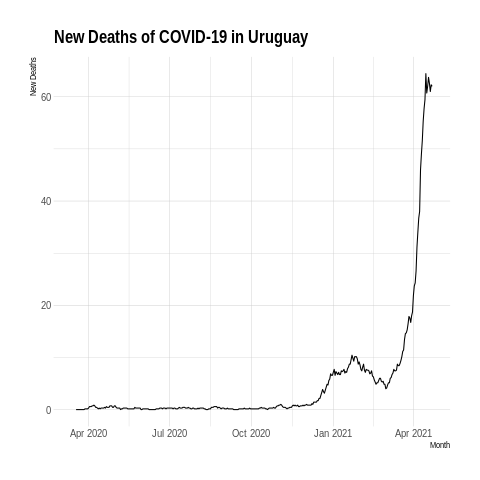 New Deaths of COVID-19 in Uruguay
New Deaths
60
40
20
0
Apr 2020
Jul 2020
Oct 2020
Jan 2021
Apr 2021
Month